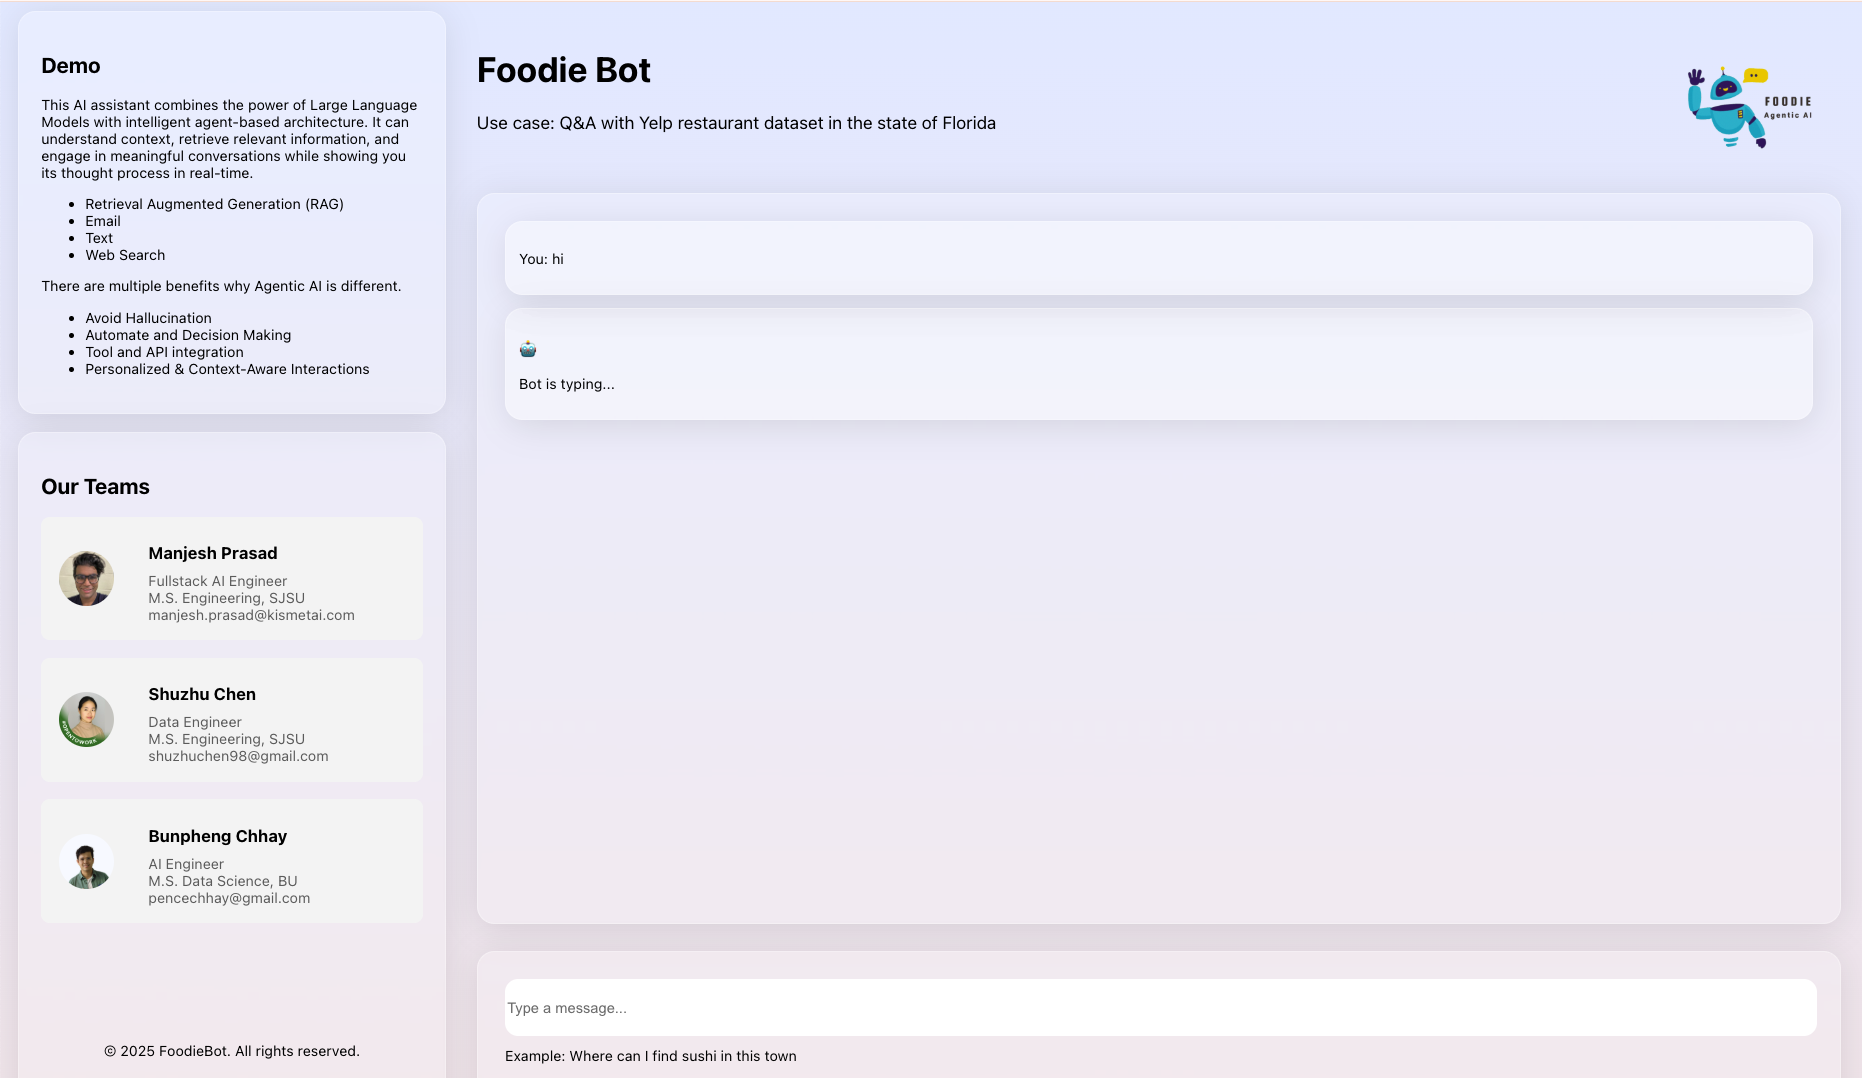 Demo
This AI assistant combines the power of Large Language
Models with intelligent agent-based architecture. It can
understand context, retrieve relevant information, and
engage in meaningful conversations while showing you
its thought process in real-time.
Retrieval Augmented Generation (RAG)
Email
Text
Web Search
There are multiple benefits why Agentic AI is different.
Avoid Hallucination
Automate and Decision Making
Tool and API integration
Personalized & Context-Aware Interactions
Our Teams
Manjesh Prasad
Fullstack AI Engineer
M.S. Engineering, SJSU
manjesh.prasad@kismetai.com
#OPENTOWORK
Shuzhu Chen
Data Engineer
M.S. Engineering, SJSU
shuzhuchen98@gmail.com
Bunpheng Chhay
AI Engineer
M.S. Data Science, BU
pencechhay@gmail.com
© 2025 FoodieBot. All rights reserved.
Foodie Bot
Use case: Q&A with Yelp restaurant dataset in the state of Florida
FOODIE
Agentic AI
You: hi
Bot is typing...
Type a message...
Example: Where can I find sushi in this town